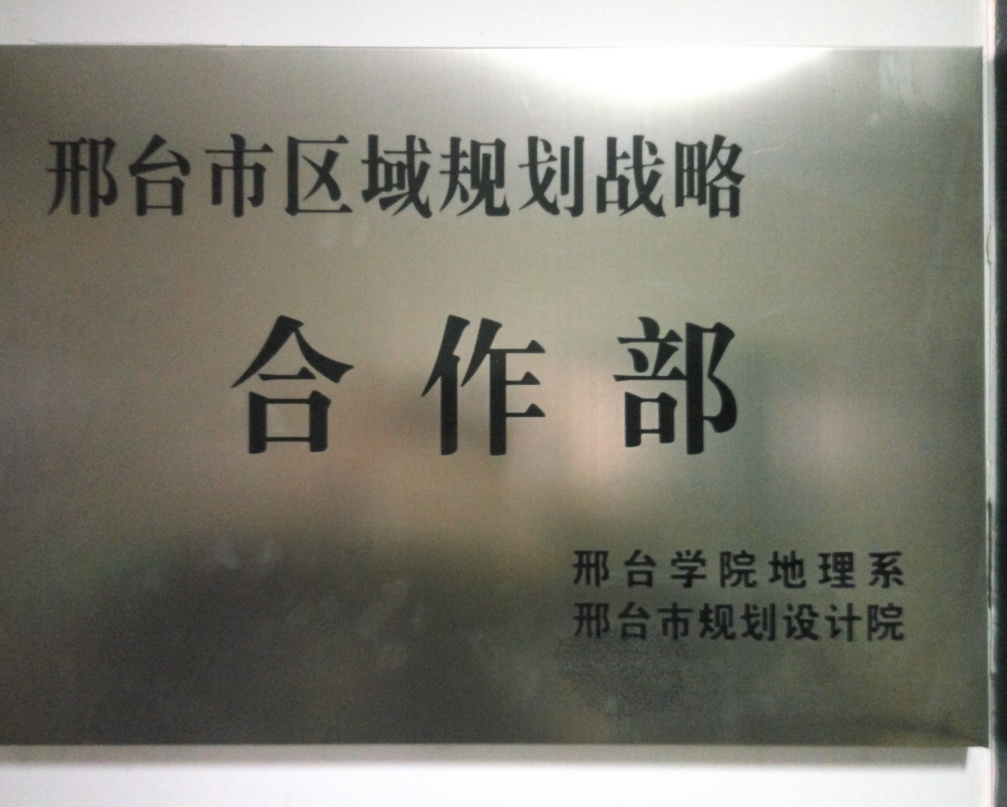 邢台市区域规划战略
合作部
邢台学院地理系
邢台市规划设计院